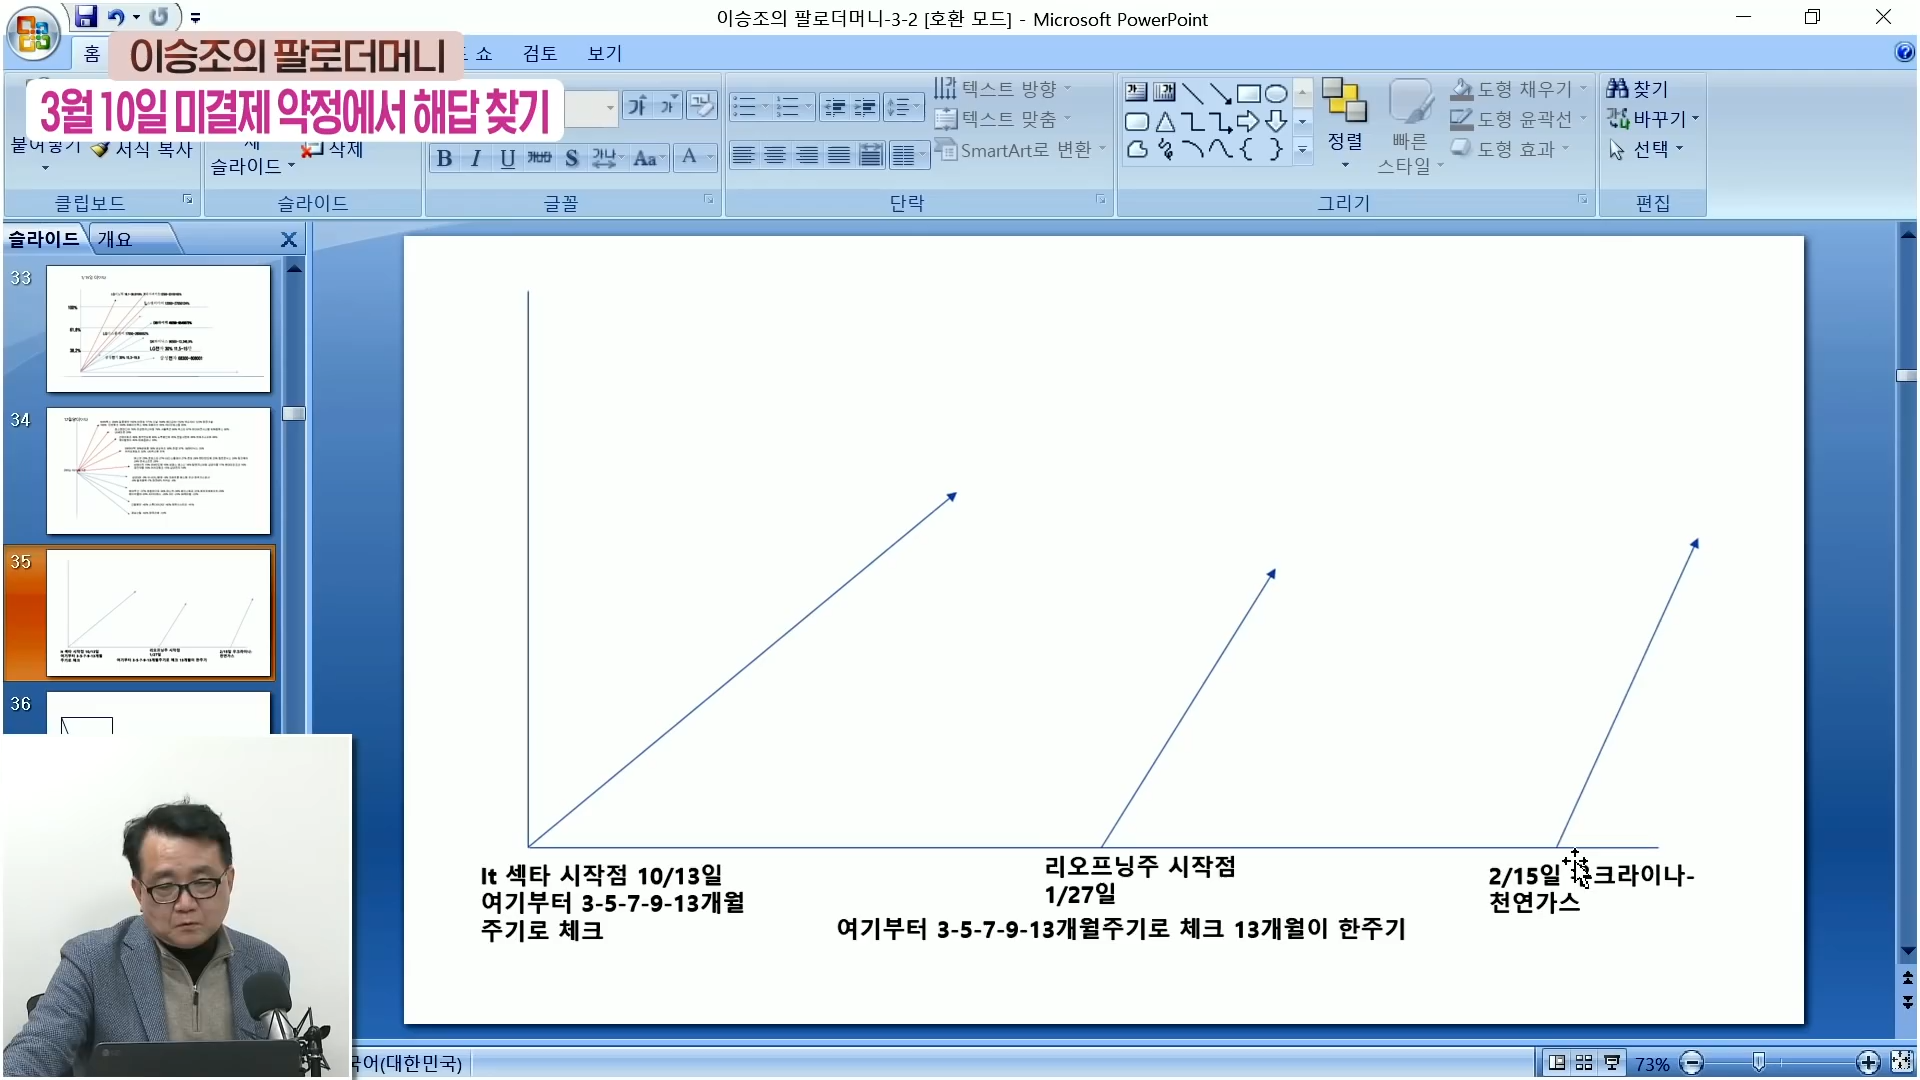 이승조의 팔로더머니-3-2 [호환 모드] - Microsoft PowerPoint
이승조의 팔로더머니
3월 10일 미결제 약정에서 해답 찾기
홈
쇼
검토
보기
붙여넣기
서식 복사
슬라이드
삭제
텍스트 방향
텍스트 맞춤
SmartArt로 변환
정렬
빠른
스타일
도형 채우기
도형 윤곽선
도형 효과
찾기
바꾸기
선택
클립보드
슬라이드
글꼴
단락
그리기
편집
슬라이드
개요
33
34
35
36
It 섹타 시작점 10/13일
여기부터 3-5-7-9-13개월
주기로 체크
리오프닝주 시작점
1/27일
여기부터 3-5-7-9-13개월주기로 체크 13개월이 한주기
2/15일 우크라이나-
천연가스
국어(대한민국)
73%